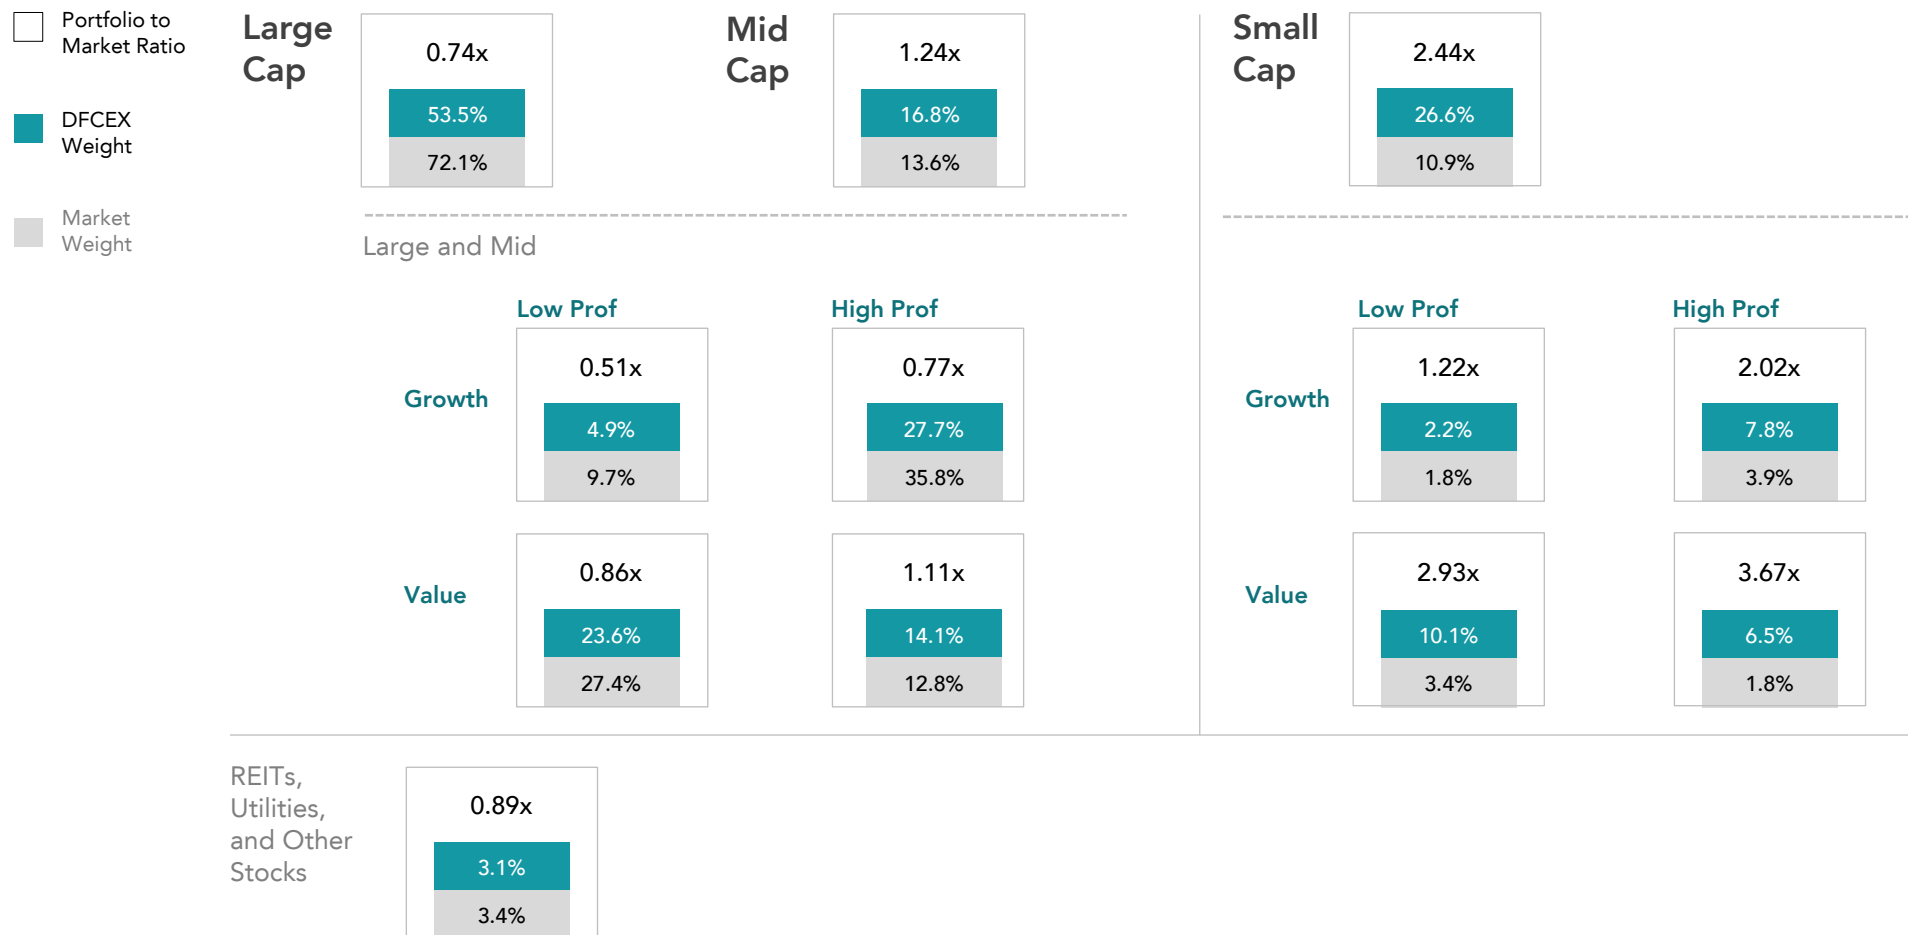 Portfolio to
Market Ratio
DFCEX
Weight
Market
Weight
Large
Cap
0.74x
53.5%
72.1%
Mid
Cap
1.24x
16.8%
13.6%
Small
Cap
2.44x
26.6%
10.9%
Large and Mid
Low Prof
High Prof
Growth
0.51x
4.9%
9.7%
0.77x
27.7%
35.8%
Value
0.86x
23.6%
27.4%
1.11x
14.1%
12.8%
Low Prof
High Prof
Growth
1.22x
2.2%
1.8%
2.02x
7.8%
3.9%
Value
2.93x
10.1%
3.4%
3.67x
6.5%
1.8%
REITs,
Utilities,
and Other
Stocks
0.89x
3.1%
3.4%